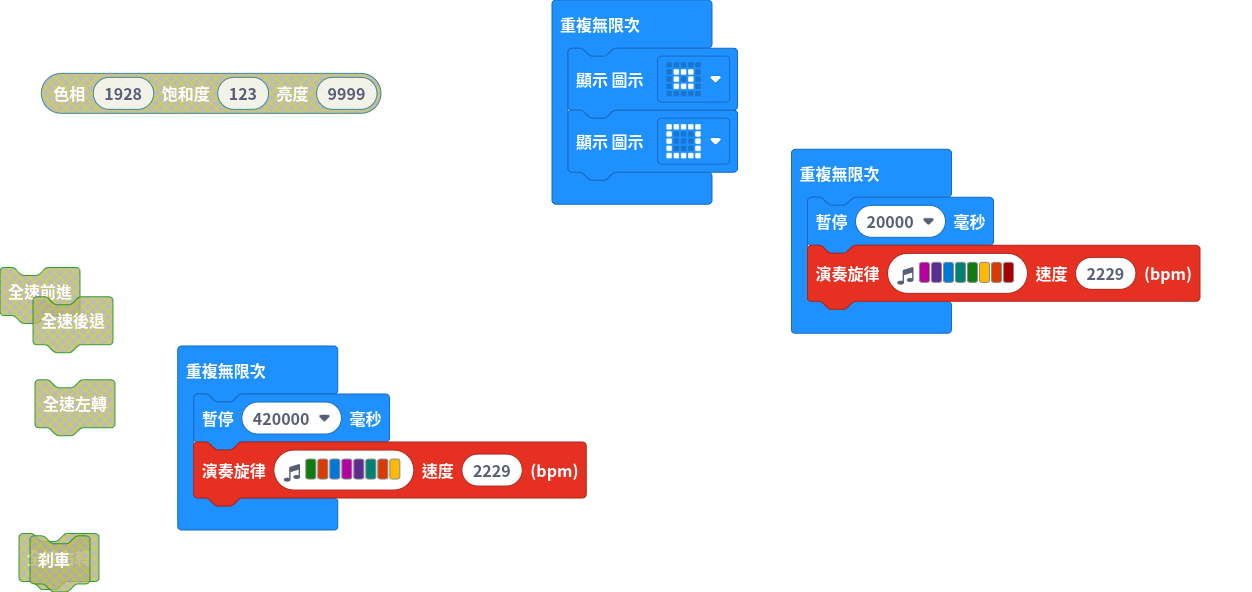 重複無限次
顯示 圖示
顯示 圖示
色相 1928 饱和度 123 亮度 9999
重複無限次
暫停 20000 毫秒
演奏旋律 速度 2229 (bpm)
全速前進
全速後退
重複無限次
全速左轉
暫停 420000 毫秒
演奏旋律 速度 2229 (bpm)
剎車